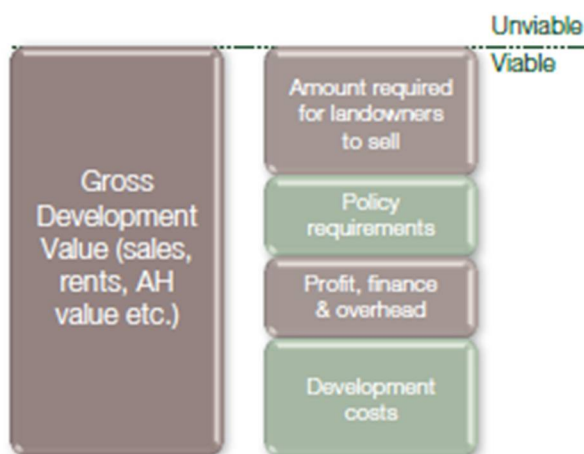 Unviable
Viable
Gross
Development
Value (sales,
rents, AH
value etc.)
Amount required
for landowners
to sell
Policy
requirements
Profit, finance
& overhead
Development
costs